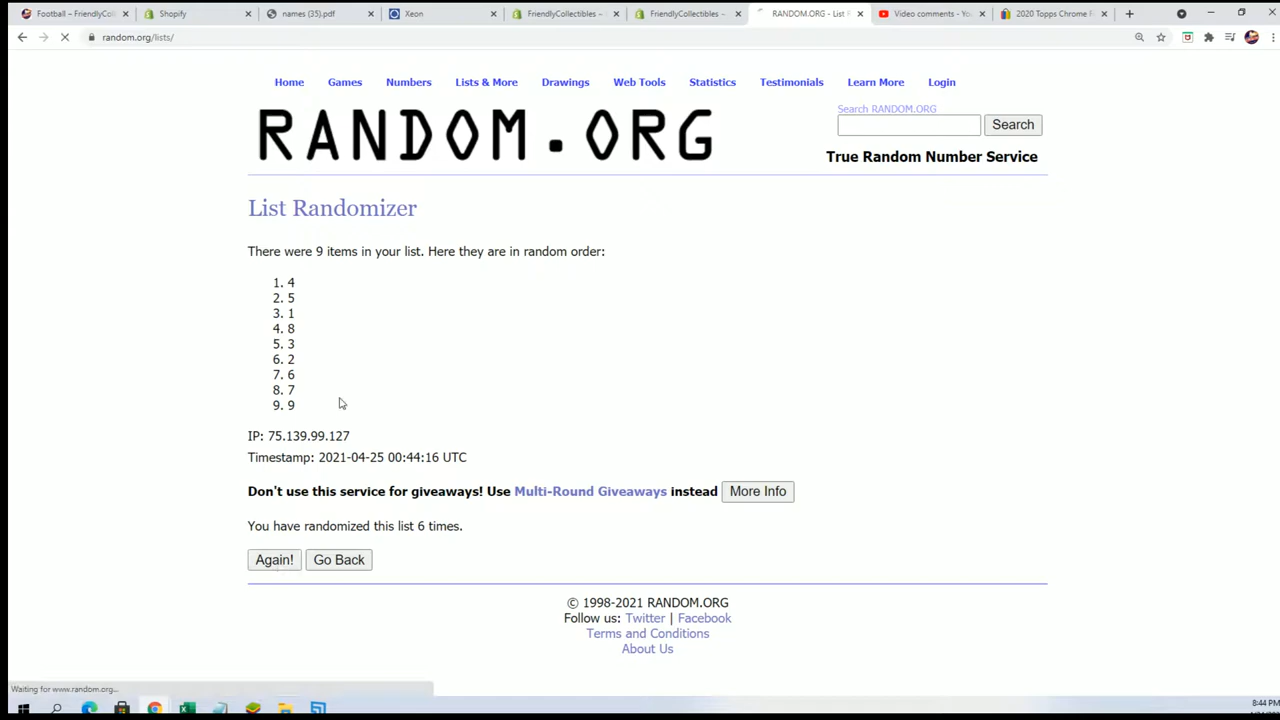 Football – FriendlyColl
Shopify
names (35).pdf
Xeon
FriendlyCollectibles –
FriendlyCollectibles –
RANDOM.ORG - List
Video comments - Yo
2020 Topps Chrome
random.org/lists/
Home Games Numbers Lists & More Drawings Web Tools Statistics Testimonials Learn More Login
Search RANDOM.ORG
RANDOM.ORG
Search
True Random Number Service
List Randomizer
There were 9 items in your list. Here they are in random order:
1. 4
2. 5
3. 1
4. 8
5. 3
6. 2
7. 6
8. 7
9. 9
IP: 75.139.99.127
Timestamp: 2021-04-25 00:44:16 UTC
Don't use this service for giveaways! Use Multi-Round Giveaways instead More Info
You have randomized this list 6 times.
Again! Go Back
© 1998-2021 RANDOM.ORG
Follow us: Twitter | Facebook
Terms and Conditions
About Us
Waiting for www.random.org...
8:44 PM